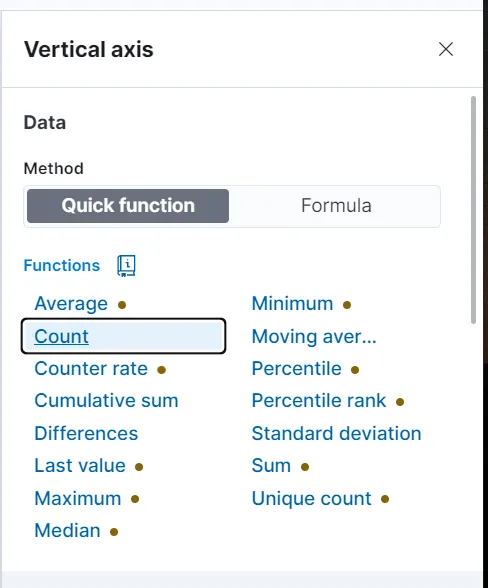 Vertical axis
Data
Method
Quick function
Formula
Functions
Average
Count
Counter rate
Cumulative sum
Differences
Last value
Maximum
Median
Minimum
Moving aver...
Percentile
Percentile rank
Standard deviation
Sum
Unique count